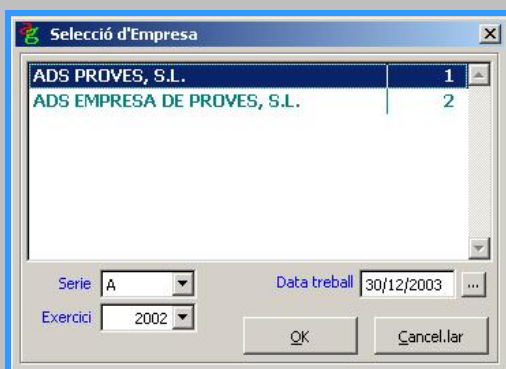 Selecció d'Empresa
ADS PROVES, S.L. 1
ADS EMPRESA DE PROVES, S.L. 2
Serie A Data treball 30/12/2003 ...
Exercici 2002 OK Cancel.lar